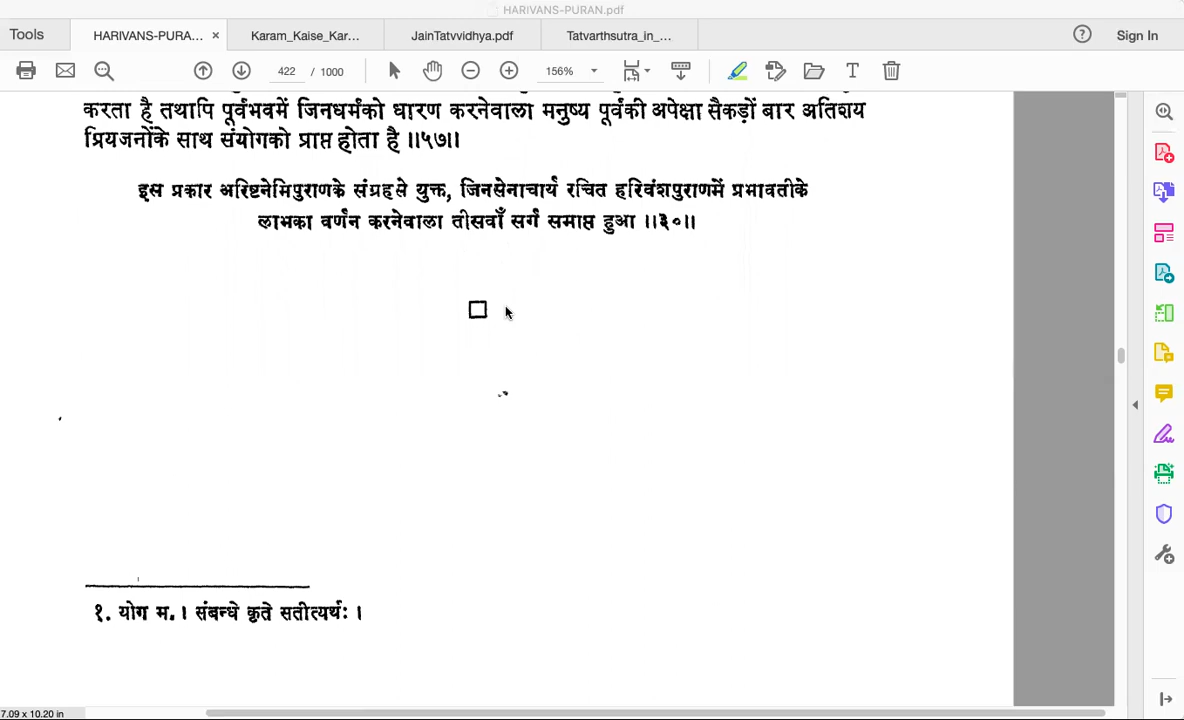 HARIVANS-PURAN.pdf
Tools
HARIVANS-PURA... ×
Karam_Kaise_Kar...
JainTatvvidhya.pdf
Tatvarthsutra_in_...
Sign In
422 / 1000
156%
करता है तथापि पूर्वभवमें जिनधर्मको धारण करनेवाला मनुष्य पूर्वकी अपेक्षा सैकड़ों बार अतिशय
प्रियजनोंके साथ संयोगको प्राप्त होता है ॥५७॥
इस प्रकार अरिष्टनेमिपुराणके संग्रहसे युक्त, जिनसेनाचार्य रचित हरिवंशपुराणमें प्रभावतीके
लाभका वर्णन करनेवाला तीसवाँ सर्ग समाप्त हुआ ॥३०॥
१. योग म. । संबन्धे कृते सतीत्यर्थः ।
7.09 x 10.20 in